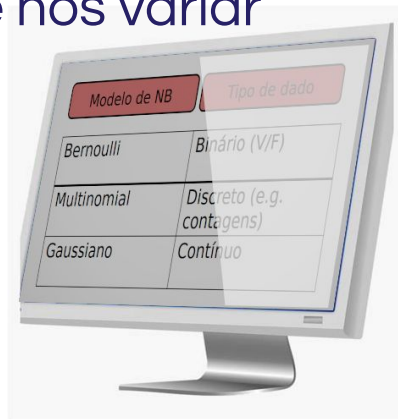 e nos variar
Modelo de NB Tipo de dado
Bernoulli Binário (V/F)
Multinomial Discreto (e.g.
contagens)
Gaussiano Contínuo